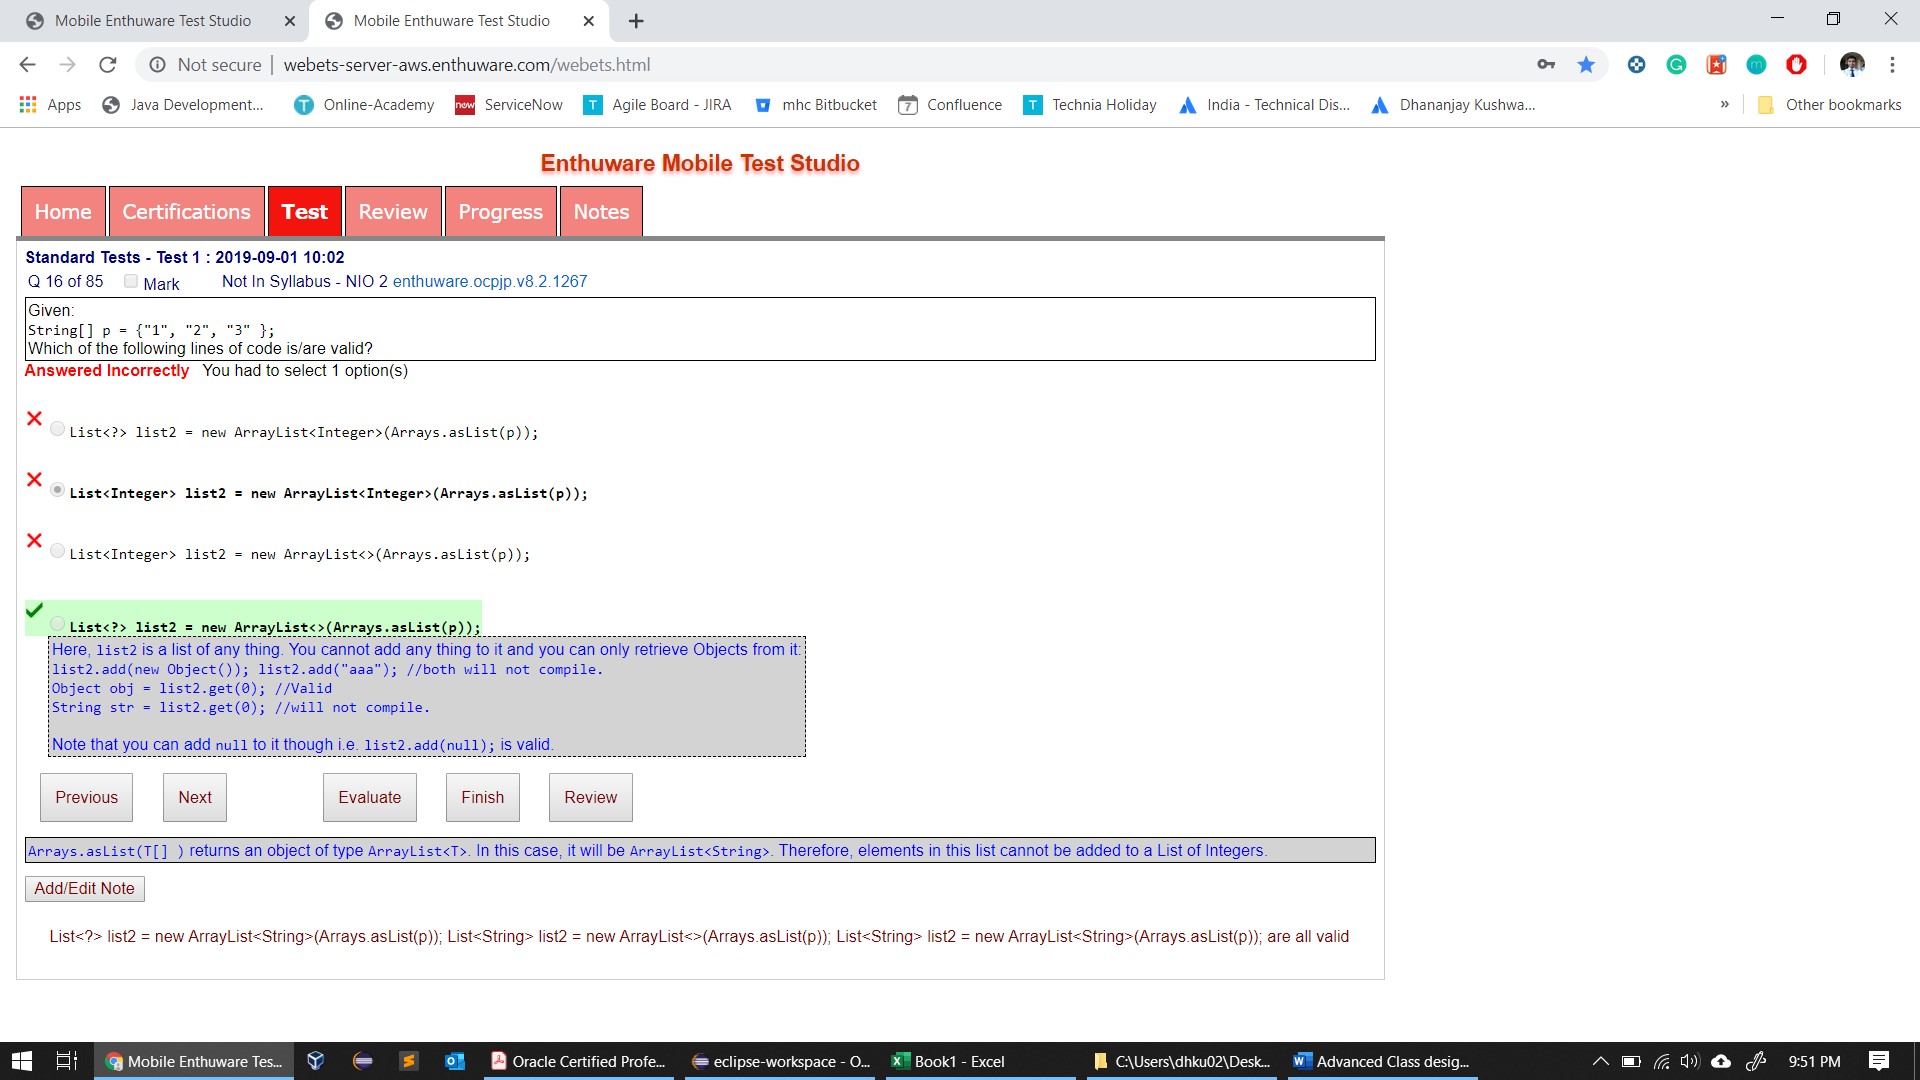 Mobile Enthuware Test Studio
Mobile Enthuware Test Studio
Not secure | webets-server-aws.enthuware.com/webets.html
Apps Java Development... Online-Academy ServiceNow Agile Board - JIRA mhc Bitbucket Confluence Technia Holiday India - Technical Dis... Dhananjay Kushwa... » Other bookmarks
Enthuware Mobile Test Studio
Home Certifications Test Review Progress Notes
Standard Tests - Test 1 : 2019-09-01 10:02
Q 16 of 85 Mark Not In Syllabus - NIO 2 enthuware.ocpjp.v8.2.1267
Given:
String[] p = {"1", "2", "3" };
Which of the following lines of code is/are valid?
Answered Incorrectly You had to select 1 option(s)
List<?> list2 = new ArrayList<Integer>(Arrays.asList(p));
List<Integer> list2 = new ArrayList<Integer>(Arrays.asList(p));
List<Integer> list2 = new ArrayList<>(Arrays.asList(p));
List<?> list2 = new ArrayList<>(Arrays.asList(p));
Here, list2 is a list of any thing. You cannot add any thing to it and you can only retrieve Objects from it:
list2.add(new Object()); list2.add("aaa"); //both will not compile.
Object obj = list2.get(0); //Valid
String str = list2.get(0); //will not compile.
Note that you can add null to it though i.e. list2.add(null); is valid.
Previous Next Evaluate Finish Review
Arrays.asList(T[] ) returns an object of type ArrayList<T>. In this case, it will be ArrayList<String>. Therefore, elements in this list cannot be added to a List of Integers.
Add/Edit Note
List<?> list2 = new ArrayList<String>(Arrays.asList(p)); List<String> list2 = new ArrayList<>(Arrays.asList(p)); List<String> list2 = new ArrayList<String>(Arrays.asList(p)); are all valid
Mobile Enthuware Tes... Oracle Certified Profe... eclipse-workspace - O... Book1 - Excel C:\Users\dhku02\Desk... Advanced Class desig... 9:51 PM